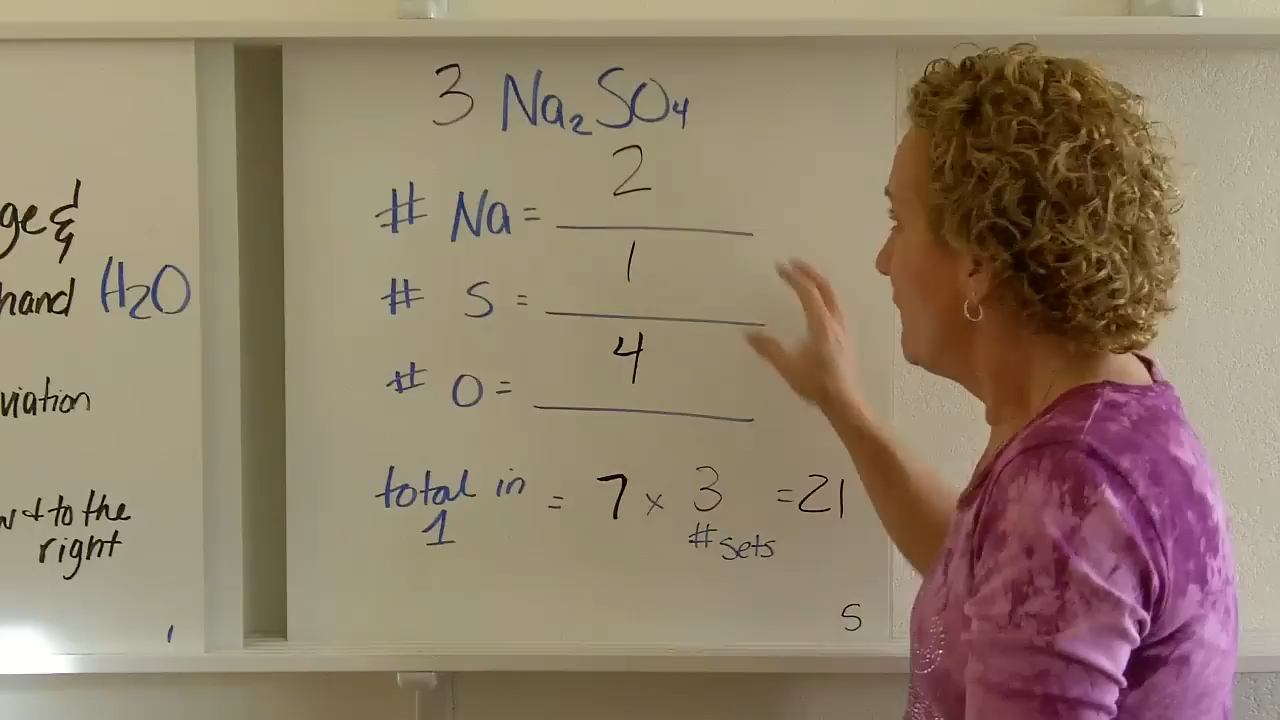 ge &
hand H2O
viation
to the
right
1
3 Na₂SO₄
# Na = 2
# S = 1
# O = 4
total in 1 = 7 x 3 = 21
# sets
5